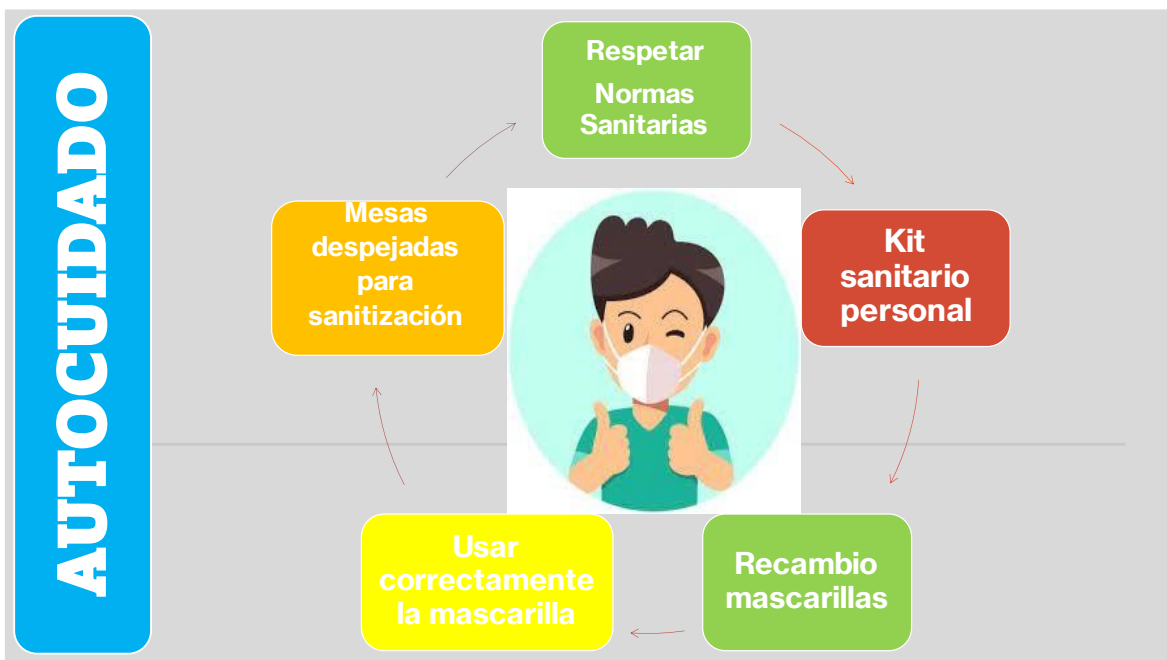 AUTOCUIDADO
Respetar
Normas
Sanitarias
Kit
sanitario
personal
Recambio
mascarillas
Usar
correctamente
la mascarilla
Mesas
despejadas
para
sanitización